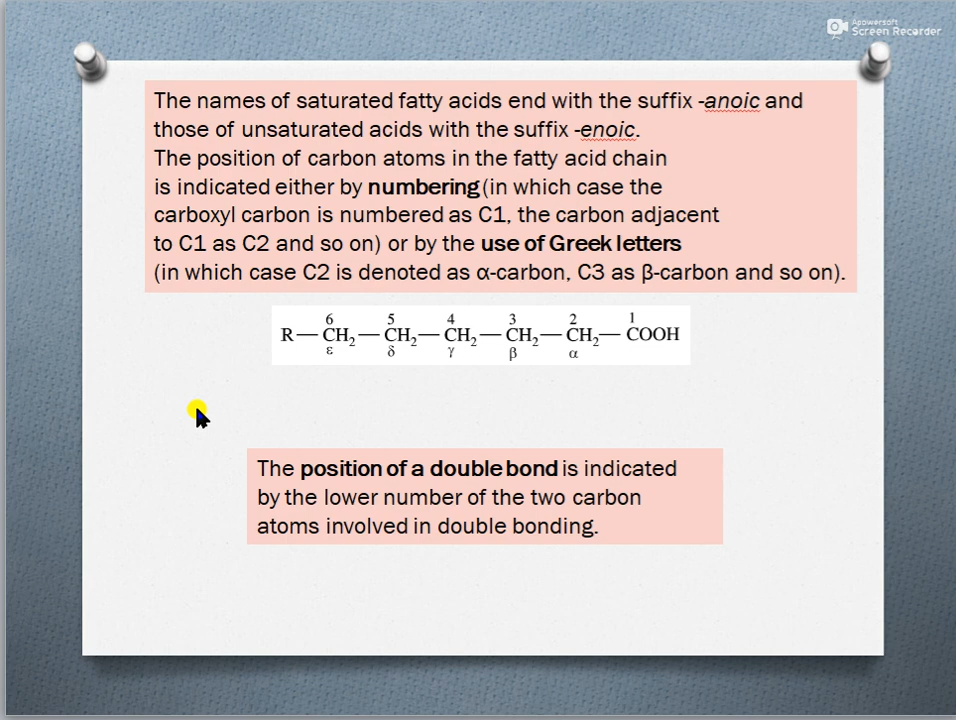 Apowersoft
Screen Recorder
The names of saturated fatty acids end with the suffix -anoic and
those of unsaturated acids with the suffix -enoic.
The position of carbon atoms in the fatty acid chain
is indicated either by numbering (in which case the
carboxyl carbon is numbered as C1, the carbon adjacent
to C1 as C2 and so on) or by the use of Greek letters
(in which case C2 is denoted as α-carbon, C3 as β-carbon and so on).
6 5 4 3 2 1
R — CH₂ — CH₂ — CH₂ — CH₂ — CH₂ — COOH
ε δ γ β α
The position of a double bond is indicated
by the lower number of the two carbon
atoms involved in double bonding.